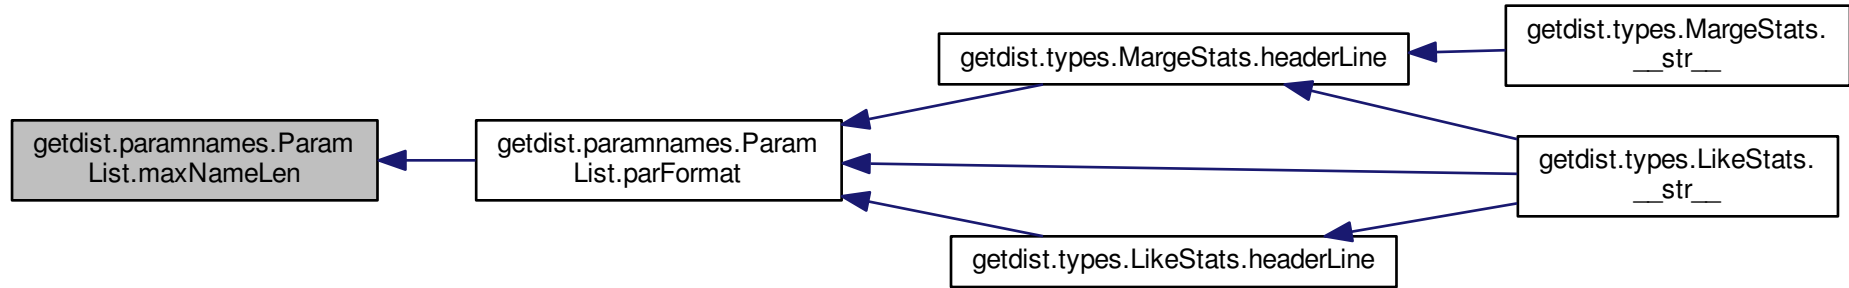 getdist.paramnames.Param
List.maxNameLen
getdist.paramnames.Param
List.parFormat
getdist.types.MargeStats.headerLine
getdist.types.LikeStats.headerLine
getdist.types.MargeStats.
__str__
getdist.types.LikeStats.
__str__